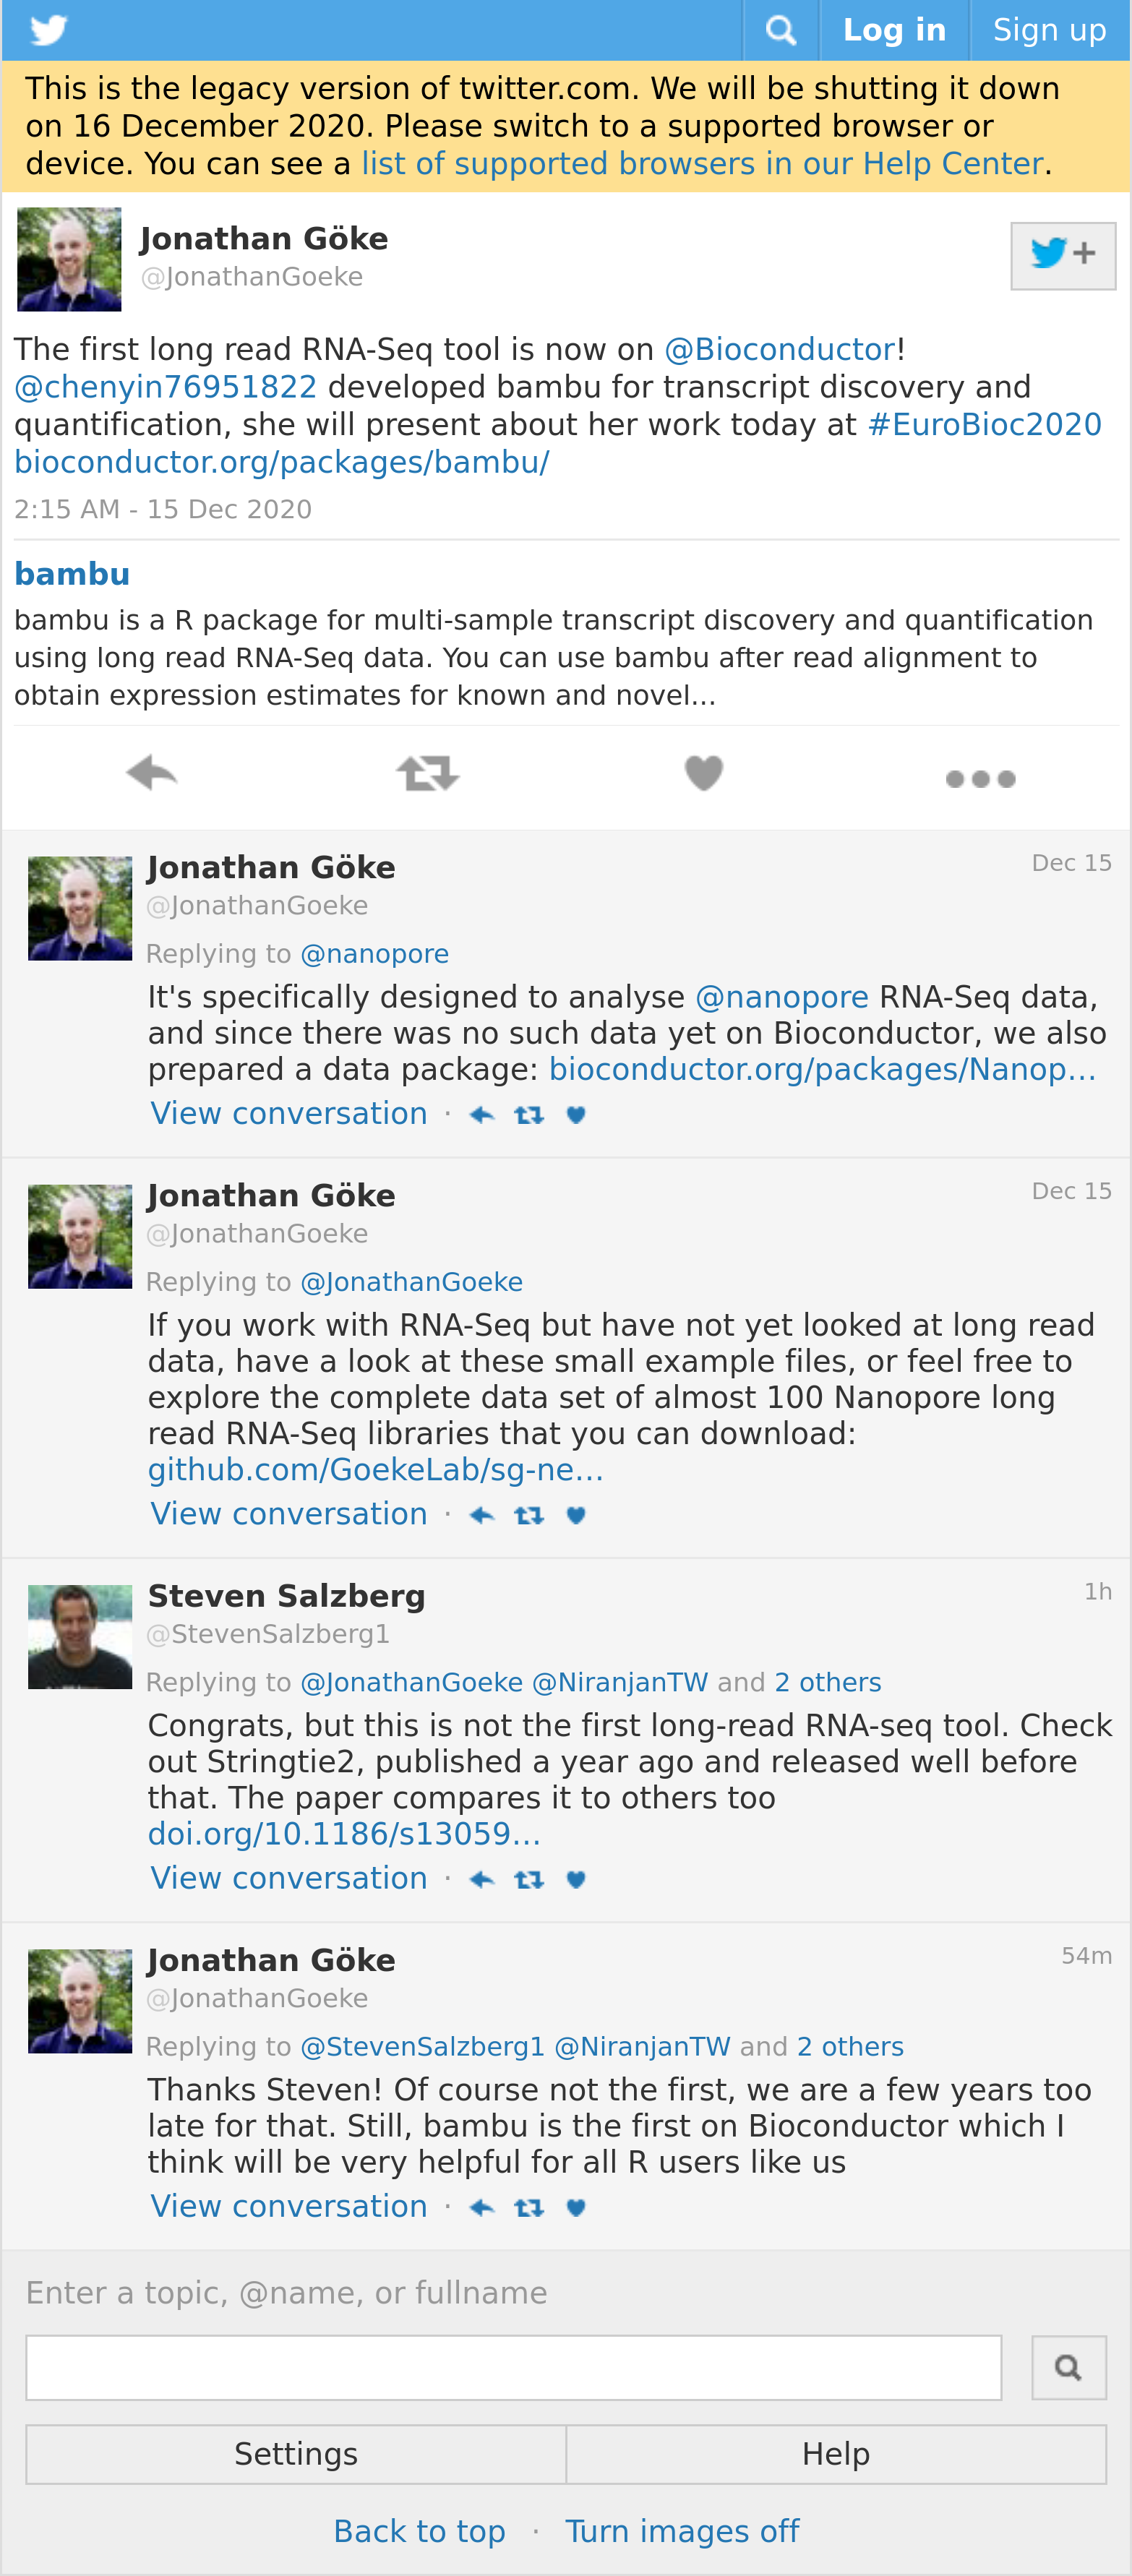 Log in
Sign up
This is the legacy version of twitter.com. We will be shutting it down
on 16 December 2020. Please switch to a supported browser or
device. You can see a list of supported browsers in our Help Center.
Jonathan Göke
@JonathanGoeke
+
The first long read RNA-Seq tool is now on @Bioconductor!
@chenyin76951822 developed bambu for transcript discovery and
quantification, she will present about her work today at #EuroBioc2020
bioconductor.org/packages/bambu/
2:15 AM - 15 Dec 2020
bambu
bambu is a R package for multi-sample transcript discovery and quantification
using long read RNA-Seq data. You can use bambu after read alignment to
obtain expression estimates for known and novel...
Jonathan Göke
Dec 15
@JonathanGoeke
Replying to @nanopore
It's specifically designed to analyse @nanopore RNA-Seq data,
and since there was no such data yet on Bioconductor, we also
prepared a data package: bioconductor.org/packages/Nanop…
View conversation ·
Jonathan Göke
Dec 15
@JonathanGoeke
Replying to @JonathanGoeke
If you work with RNA-Seq but have not yet looked at long read
data, have a look at these small example files, or feel free to
explore the complete data set of almost 100 Nanopore long
read RNA-Seq libraries that you can download:
github.com/GoekeLab/sg-ne…
View conversation ·
Steven Salzberg
1h
@StevenSalzberg1
Replying to @JonathanGoeke @NiranjanTW and 2 others
Congrats, but this is not the first long-read RNA-seq tool. Check
out Stringtie2, published a year ago and released well before
that. The paper compares it to others too
doi.org/10.1186/s13059…
View conversation ·
Jonathan Göke
54m
@JonathanGoeke
Replying to @StevenSalzberg1 @NiranjanTW and 2 others
Thanks Steven! Of course not the first, we are a few years too
late for that. Still, bambu is the first on Bioconductor which I
think will be very helpful for all R users like us
View conversation ·
Enter a topic, @name, or fullname
Settings
Help
Back to top · Turn images off